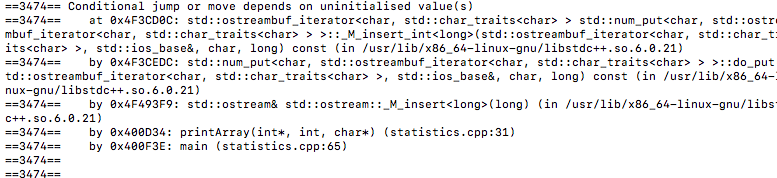 ==3474== Conditional jump or move depends on uninitialised value(s)
==3474==    at 0x4F3CD0C: std::ostreambuf_iterator<char, std::char_traits<char> > std::num_put<char, std::ostrea
mbuf_iterator<char, std::char_traits<char> > >::_M_insert_int<long>(std::ostreambuf_iterator<char, std::char_tra
its<char> >, std::ios_base&, char, long) const (in /usr/lib/x86_64-linux-gnu/libstdc++.so.6.0.21)
==3474==    by 0x4F3CEDC: std::num_put<char, std::ostreambuf_iterator<char, std::char_traits<char> > >::do_put(s
td::ostreambuf_iterator<char, std::char_traits<char> >, std::ios_base&, char, long) const (in /usr/lib/x86_64-li
nux-gnu/libstdc++.so.6.0.21)
==3474==    by 0x4F493F9: std::ostream& std::ostream::_M_insert<long>(long) (in /usr/lib/x86_64-linux-gnu/libstd
c++.so.6.0.21)
==3474==    by 0x400D34: printArray(int*, int, char*) (statistics.cpp:31)
==3474==    by 0x400F3E: main (statistics.cpp:65)
==3474==
==3474==